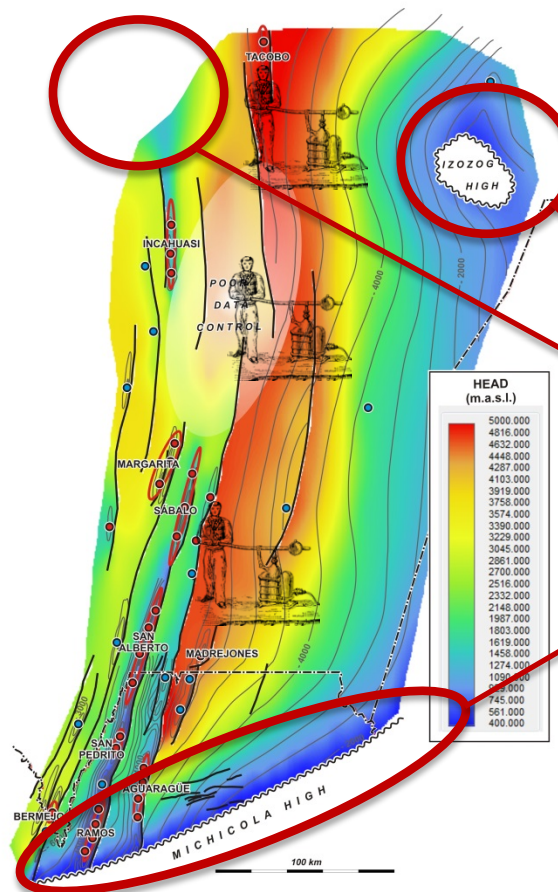 TACOBO
IZOZOG
HIGH
INCAHUASI
POOR
DATA
CONTROL
- 4000
- 2000
HEAD
(m.a.s.l.)
5000.000
4816.000
4632.000
4448.000
4287.000
4103.000
3919.000
3758.000
3574.000
3390.000
3229.000
3045.000
2861.000
2700.000
2516.000
2332.000
2148.000
1987.000
1803.000
1619.000
1458.000
1274.000
1090.000
745.000
561.000
400.000
MARGARITA
SABALO
SAN
ALBERTO
MADREJONES
-4000
SAN
PEDRITO
AGUARAGÜE
BERMEJO
RAMOS
MICHICOLA HIGH
100 km